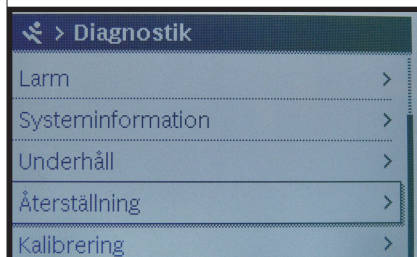 > Diagnostik
Larm >
Systeminformation >
Underhåll >
Återställning >
Kalibrering >